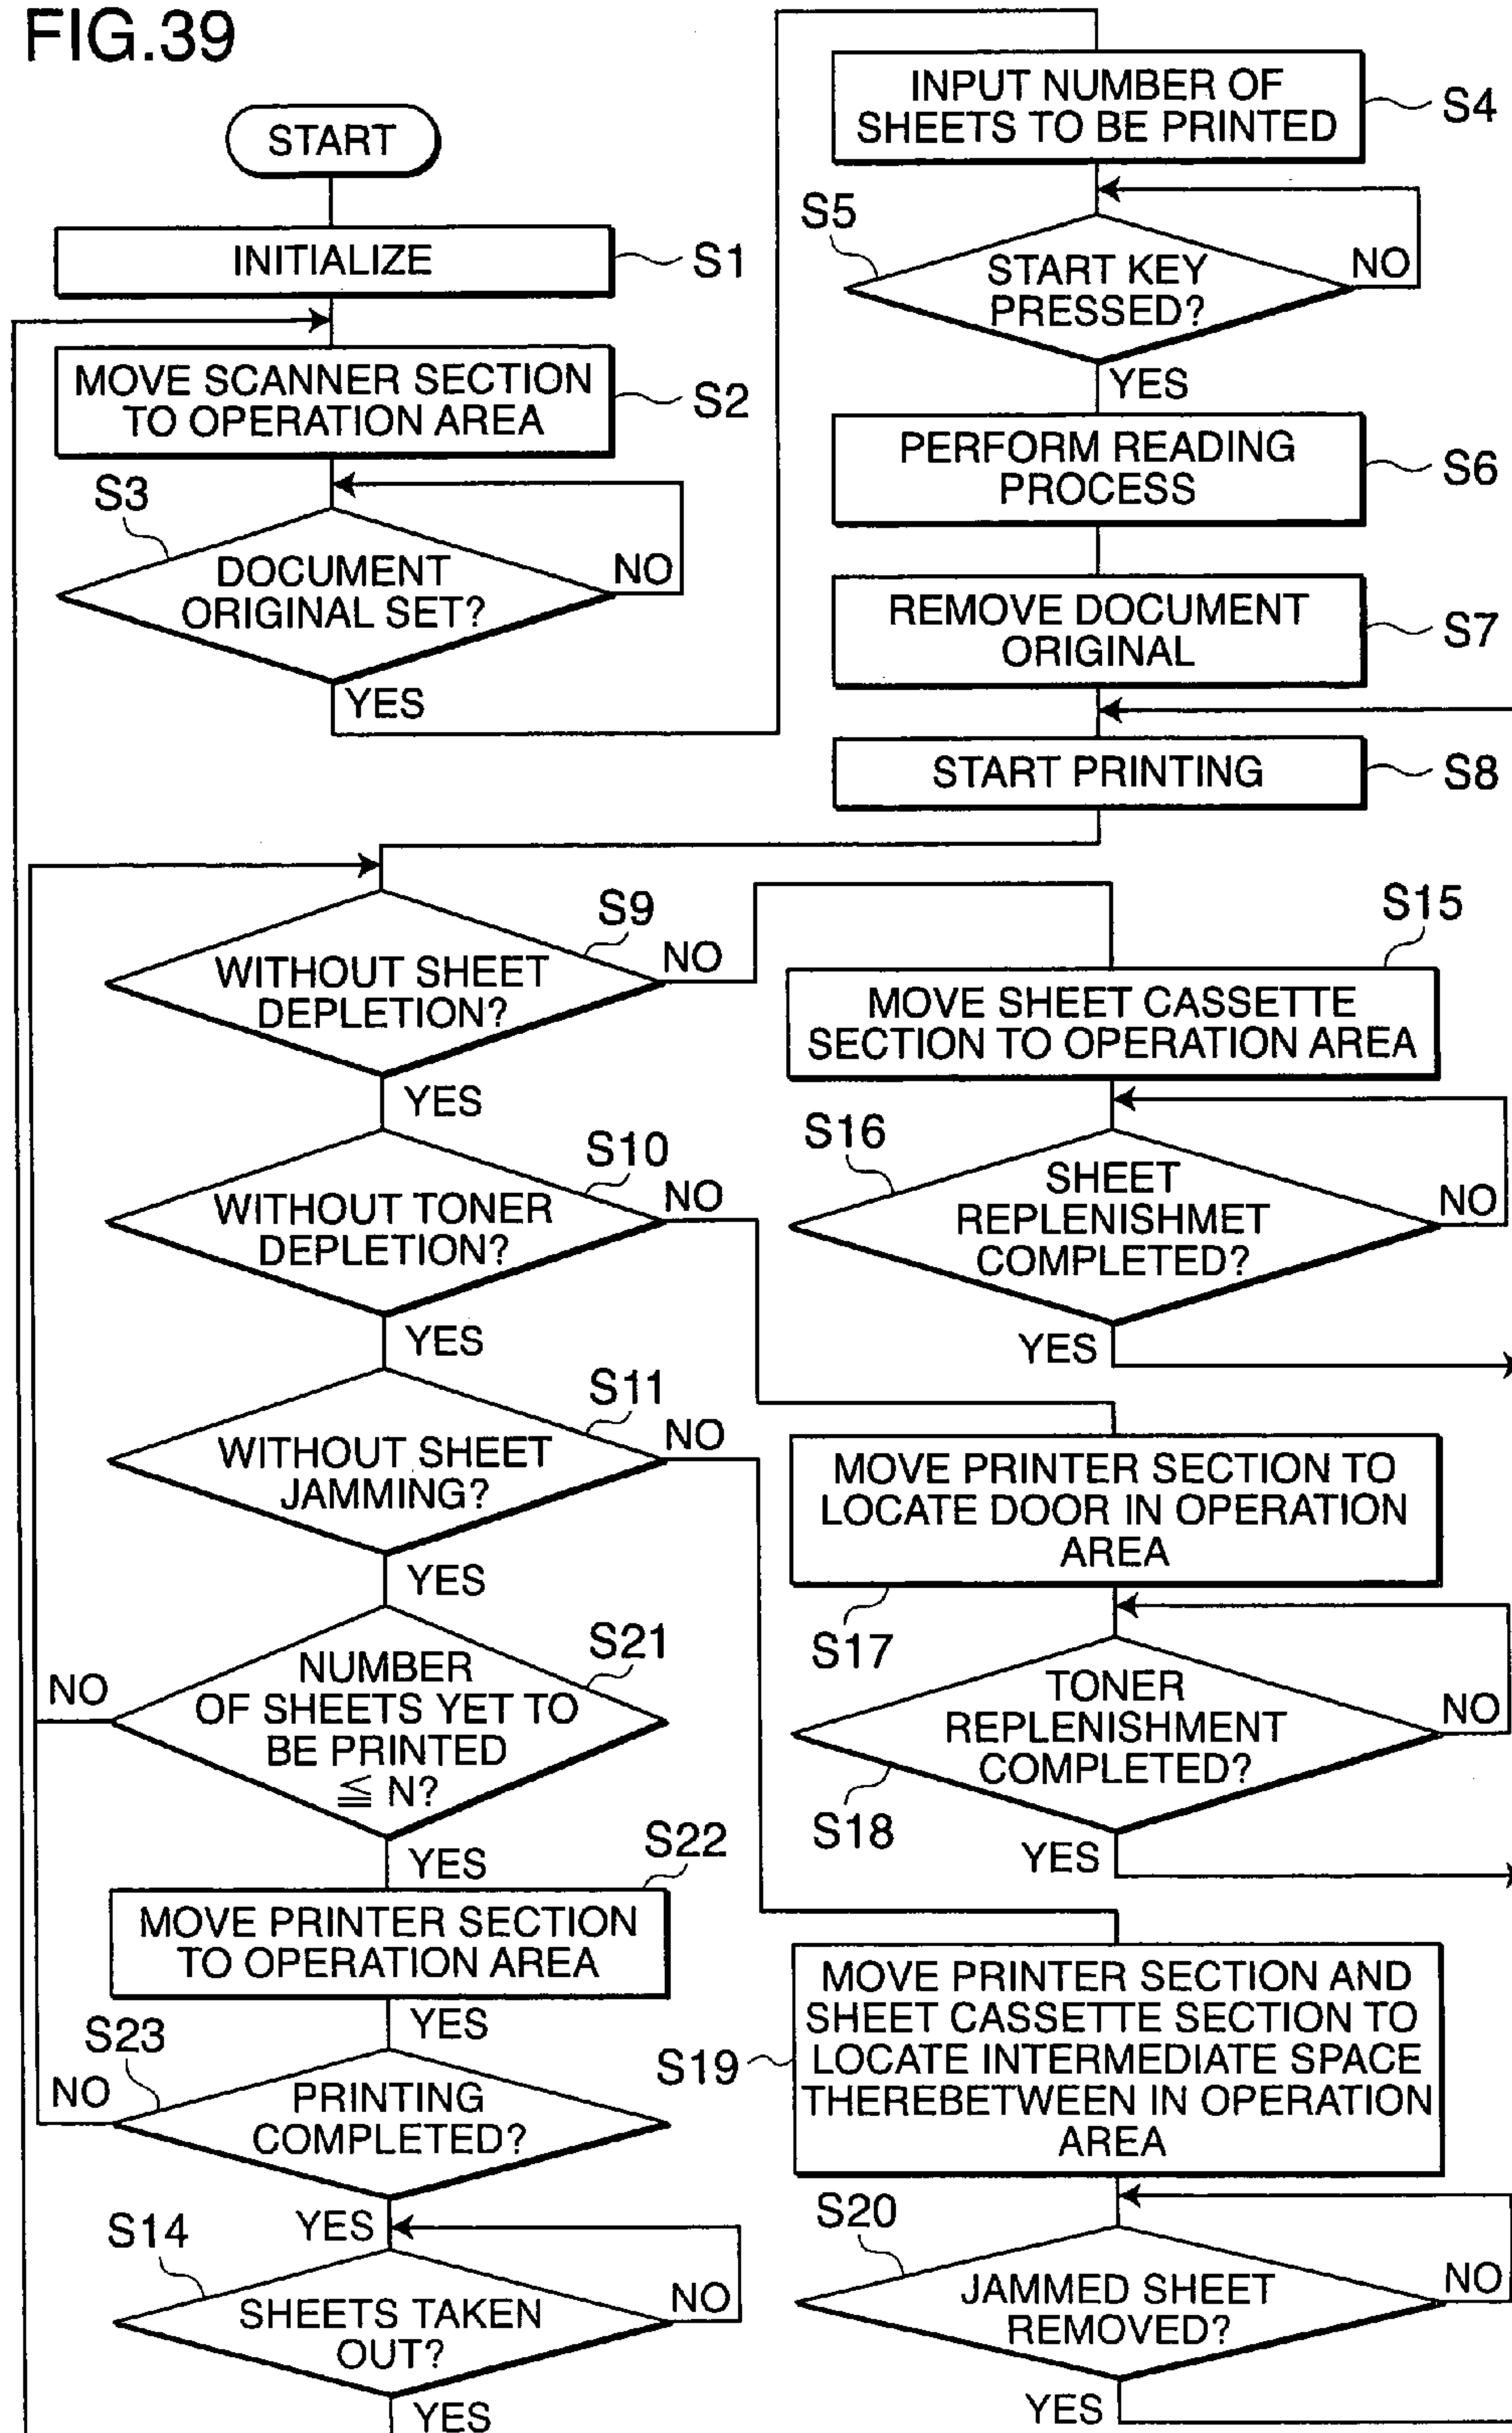 FIG.39
START
INITIALIZE
S1
MOVE SCANNER SECTION
TO OPERATION AREA
S2
S3
DOCUMENT
ORIGINAL SET?
NO
YES
INPUT NUMBER OF
SHEETS TO BE PRINTED
S4
S5
START KEY
PRESSED?
NO
YES
PERFORM READING
PROCESS
S6
REMOVE DOCUMENT
ORIGINAL
S7
START PRINTING
S8
S9
WITHOUT SHEET
DEPLETION?
NO
YES
S10
WITHOUT TONER
DEPLETION?
NO
YES
S11
WITHOUT SHEET
JAMMING?
NO
YES
S21
NUMBER
OF SHEETS YET TO
BE PRINTED
≦ N?
NO
YES
S22
MOVE PRINTER SECTION
TO OPERATION AREA
YES
S23
PRINTING
COMPLETED?
NO
YES
S14
SHEETS TAKEN
OUT?
NO
YES
S15
MOVE SHEET CASSETTE
SECTION TO OPERATION AREA
S16
SHEET
REPLENISHMET
COMPLETED?
NO
YES
MOVE PRINTER SECTION TO
LOCATE DOOR IN OPERATION
AREA
S17
TONER
REPLENISHMENT
COMPLETED?
NO
S18
YES
MOVE PRINTER SECTION AND
SHEET CASSETTE SECTION TO
LOCATE INTERMEDIATE SPACE
THEREBETWEEN IN OPERATION
AREA
S19
S20
JAMMED SHEET
REMOVED?
NO
YES